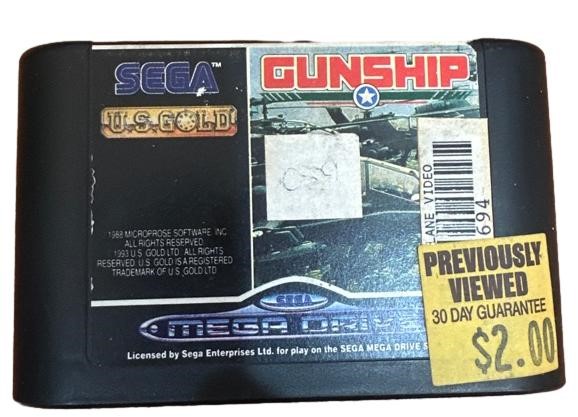 SEGA™
GUNSHIP
U.S. GOLD
1988 MICROPROSE SOFTWARE INC
ALL RIGHTS RESERVED
1993 U.S. GOLD LTD. ALL RIGHTS
RESERVED. U.S. GOLD IS A REGISTERED
TRADEMARK OF U.S. GOLD LTD
LANE VIDEO
694
PREVIOUSLY
VIEWED
30 DAY GUARANTEE
$2.00
SEGA
MEGA DRIVE
Licensed by Sega Enterprises Ltd. for play on the SEGA MEGA DRIVE S